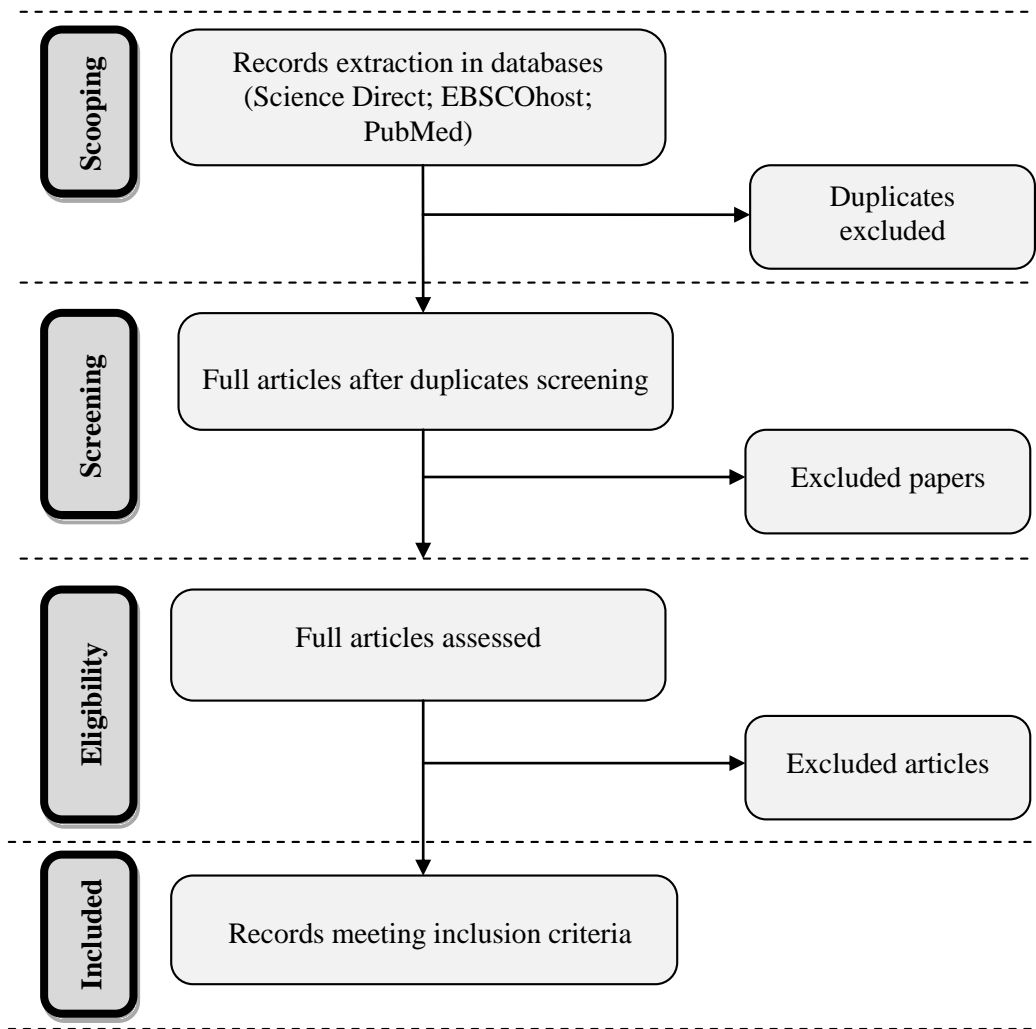 Scooping
Records extraction in databases
(Science Direct; EBSCOhost;
PubMed)
Duplicates
excluded
Screening
Full articles after duplicates screening
Excluded papers
Eligibility
Full articles assessed
Excluded articles
Included
Records meeting inclusion criteria